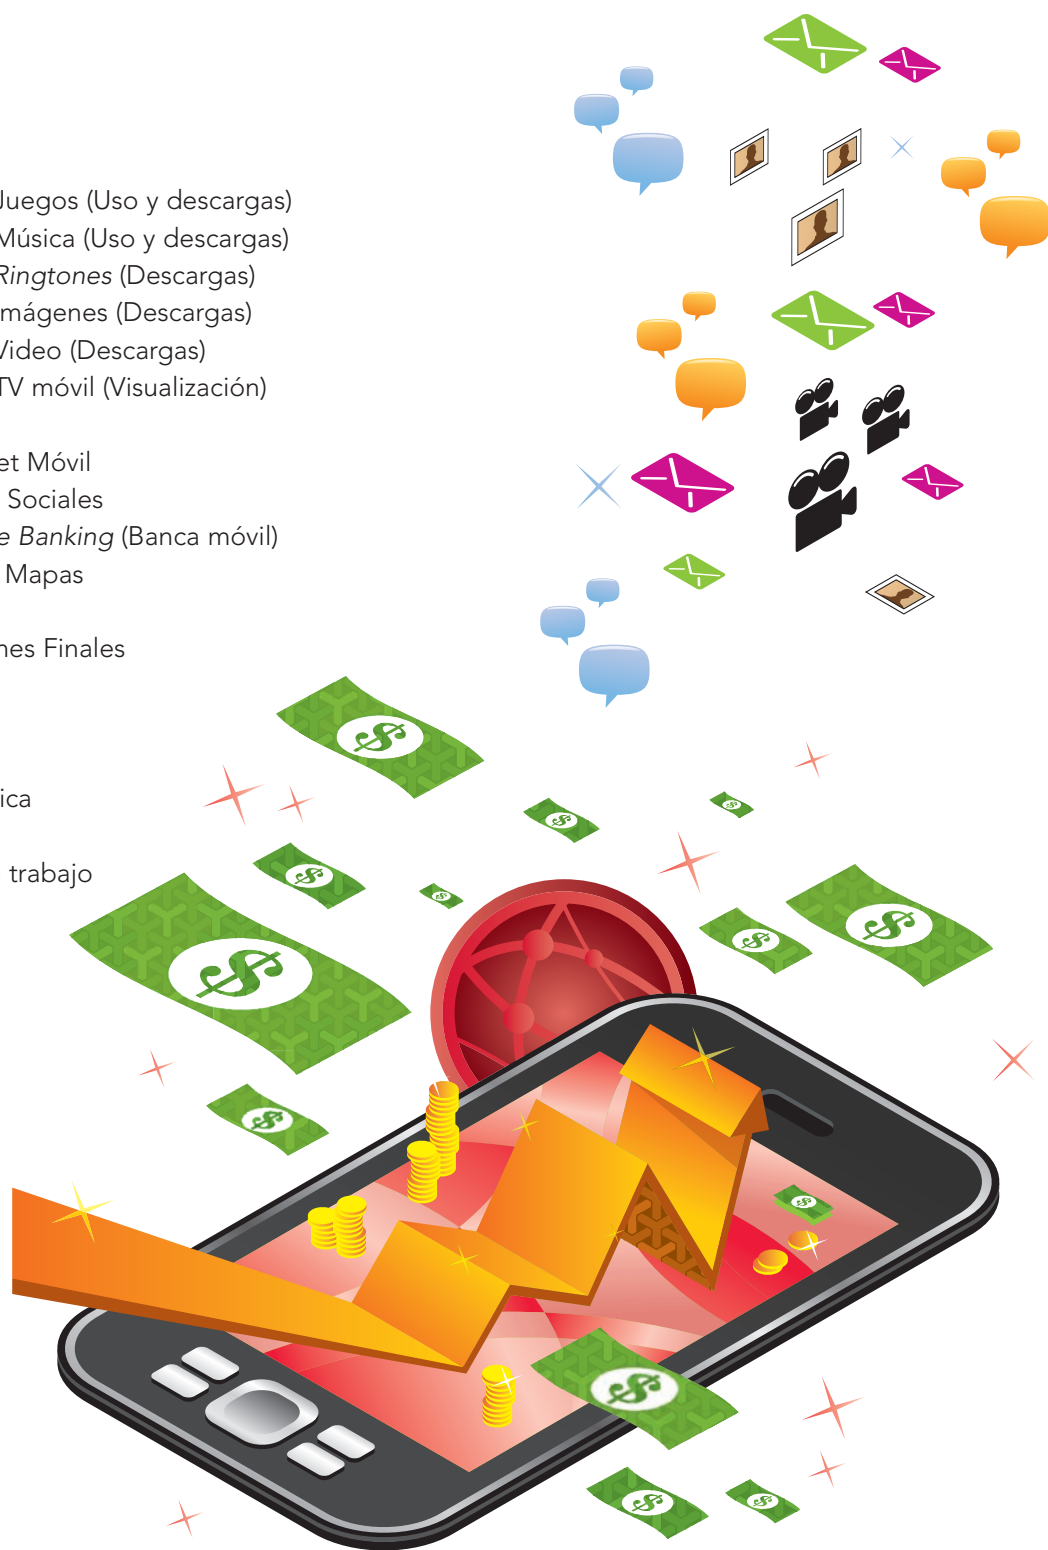 Juegos (Uso y descargas)
Música (Uso y descargas)
Ringtones (Descargas)
mágenes (Descargas)
Video (Descargas)
TV móvil (Visualización)
et Móvil
Sociales
e Banking (Banca móvil)
Mapas
nes Finales
ica
trabajo